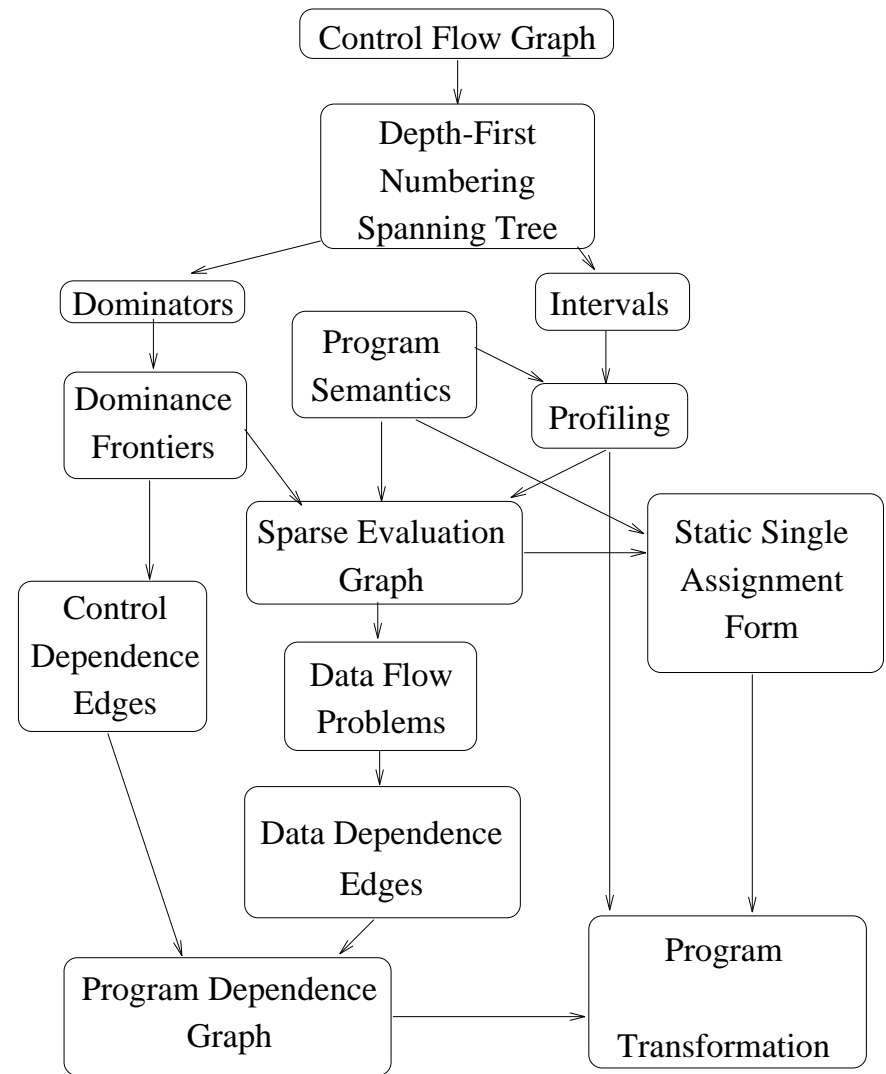 Control Flow Graph
Depth-First
Numbering
Spanning Tree
Dominators
Intervals
Program
Semantics
Dominance
Frontiers
Profiling
Sparse Evaluation
Graph
Static Single
Assignment
Form
Control
Dependence
Edges
Data Flow
Problems
Data Dependence
Edges
Program Dependence
Graph
Program
Transformation